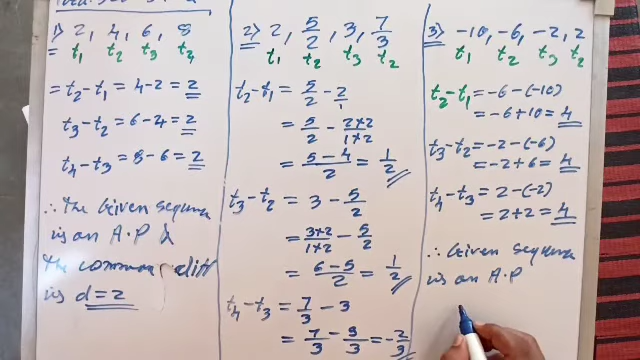 1) 2, 4, 6, 8
t₁ t₂ t₃ t₄
= t₂-t₁ = 4-2 = 2
t₃-t₂ = 6-4 = 2
t₄-t₃ = 8-6 = 2
∴ The Given sequence
is an A.P &
the common diff
is d=2
2) 2, 5/2, 3, 7/3
t₁ t₂ t₃ t₂
t₂-t₁ = 5/2 - 2/1
= 5/2 - 2×2/1×2
= 5-4/2 = 1/2
t₃-t₂ = 3 - 5/2
= 3×2/1×2 - 5/2
= 6-5/2 = 1/2
t₄-t₃ = 7/3 - 3
= 7/3 - 9/3 = -2/3
3) -10, -6, -2, 2
t₁ t₂ t₃ t₂
t₂-t₁ = -6-(-10)
= -6+10 = 4
t₃-t₂ = -2-(-6)
= -2+6 = 4
t₄-t₃ = 2-(-2)
= 2+2 = 4
∴ Given sequence
is an A.P